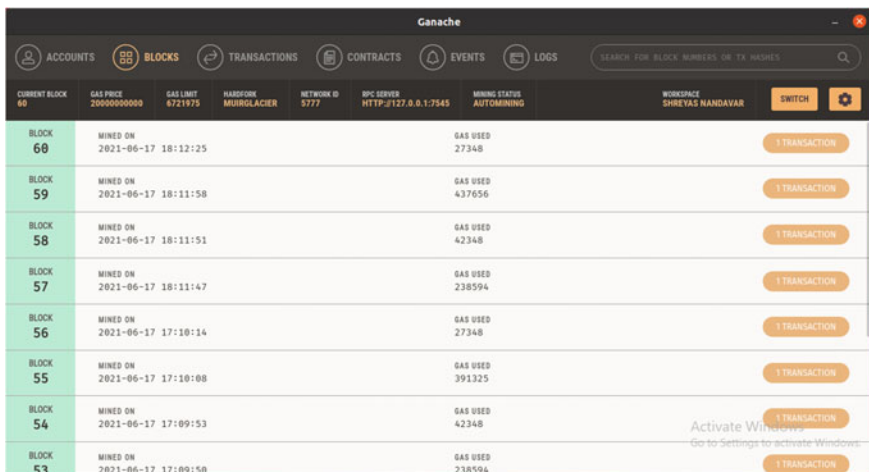 Ganache
ACCOUNTS BLOCKS TRANSACTIONS CONTRACTS EVENTS LOGS SEARCH FOR BLOCK NUMBERS OR TX HASHES
CURRENT BLOCK GAS PRICE GAS LIMIT HARDFORK NETWORK ID RPC SERVER MINING STATUS WORKSPACE
60 20000000000 6721975 MUIRGLACIER 5777 HTTP://127.0.0.1:7545 AUTOMINING SHREYAS NANDAVAR SWITCH
BLOCK MINED ON GAS USED
60 2021-06-17 18:12:25 27348 1 TRANSACTION
BLOCK MINED ON GAS USED
59 2021-06-17 18:11:58 437656 1 TRANSACTION
BLOCK MINED ON GAS USED
58 2021-06-17 18:11:51 42348 1 TRANSACTION
BLOCK MINED ON GAS USED
57 2021-06-17 18:11:47 238594 1 TRANSACTION
BLOCK MINED ON GAS USED
56 2021-06-17 17:10:14 27348 1 TRANSACTION
BLOCK MINED ON GAS USED
55 2021-06-17 17:10:08 391325 1 TRANSACTION
BLOCK MINED ON GAS USED
54 2021-06-17 17:09:53 42348 1 TRANSACTION
Activate Windows
Go to Settings to activate Windows.
BLOCK MINED ON GAS USED
53 2021-06-17 17:09:50 238594 1 TRANSACTION